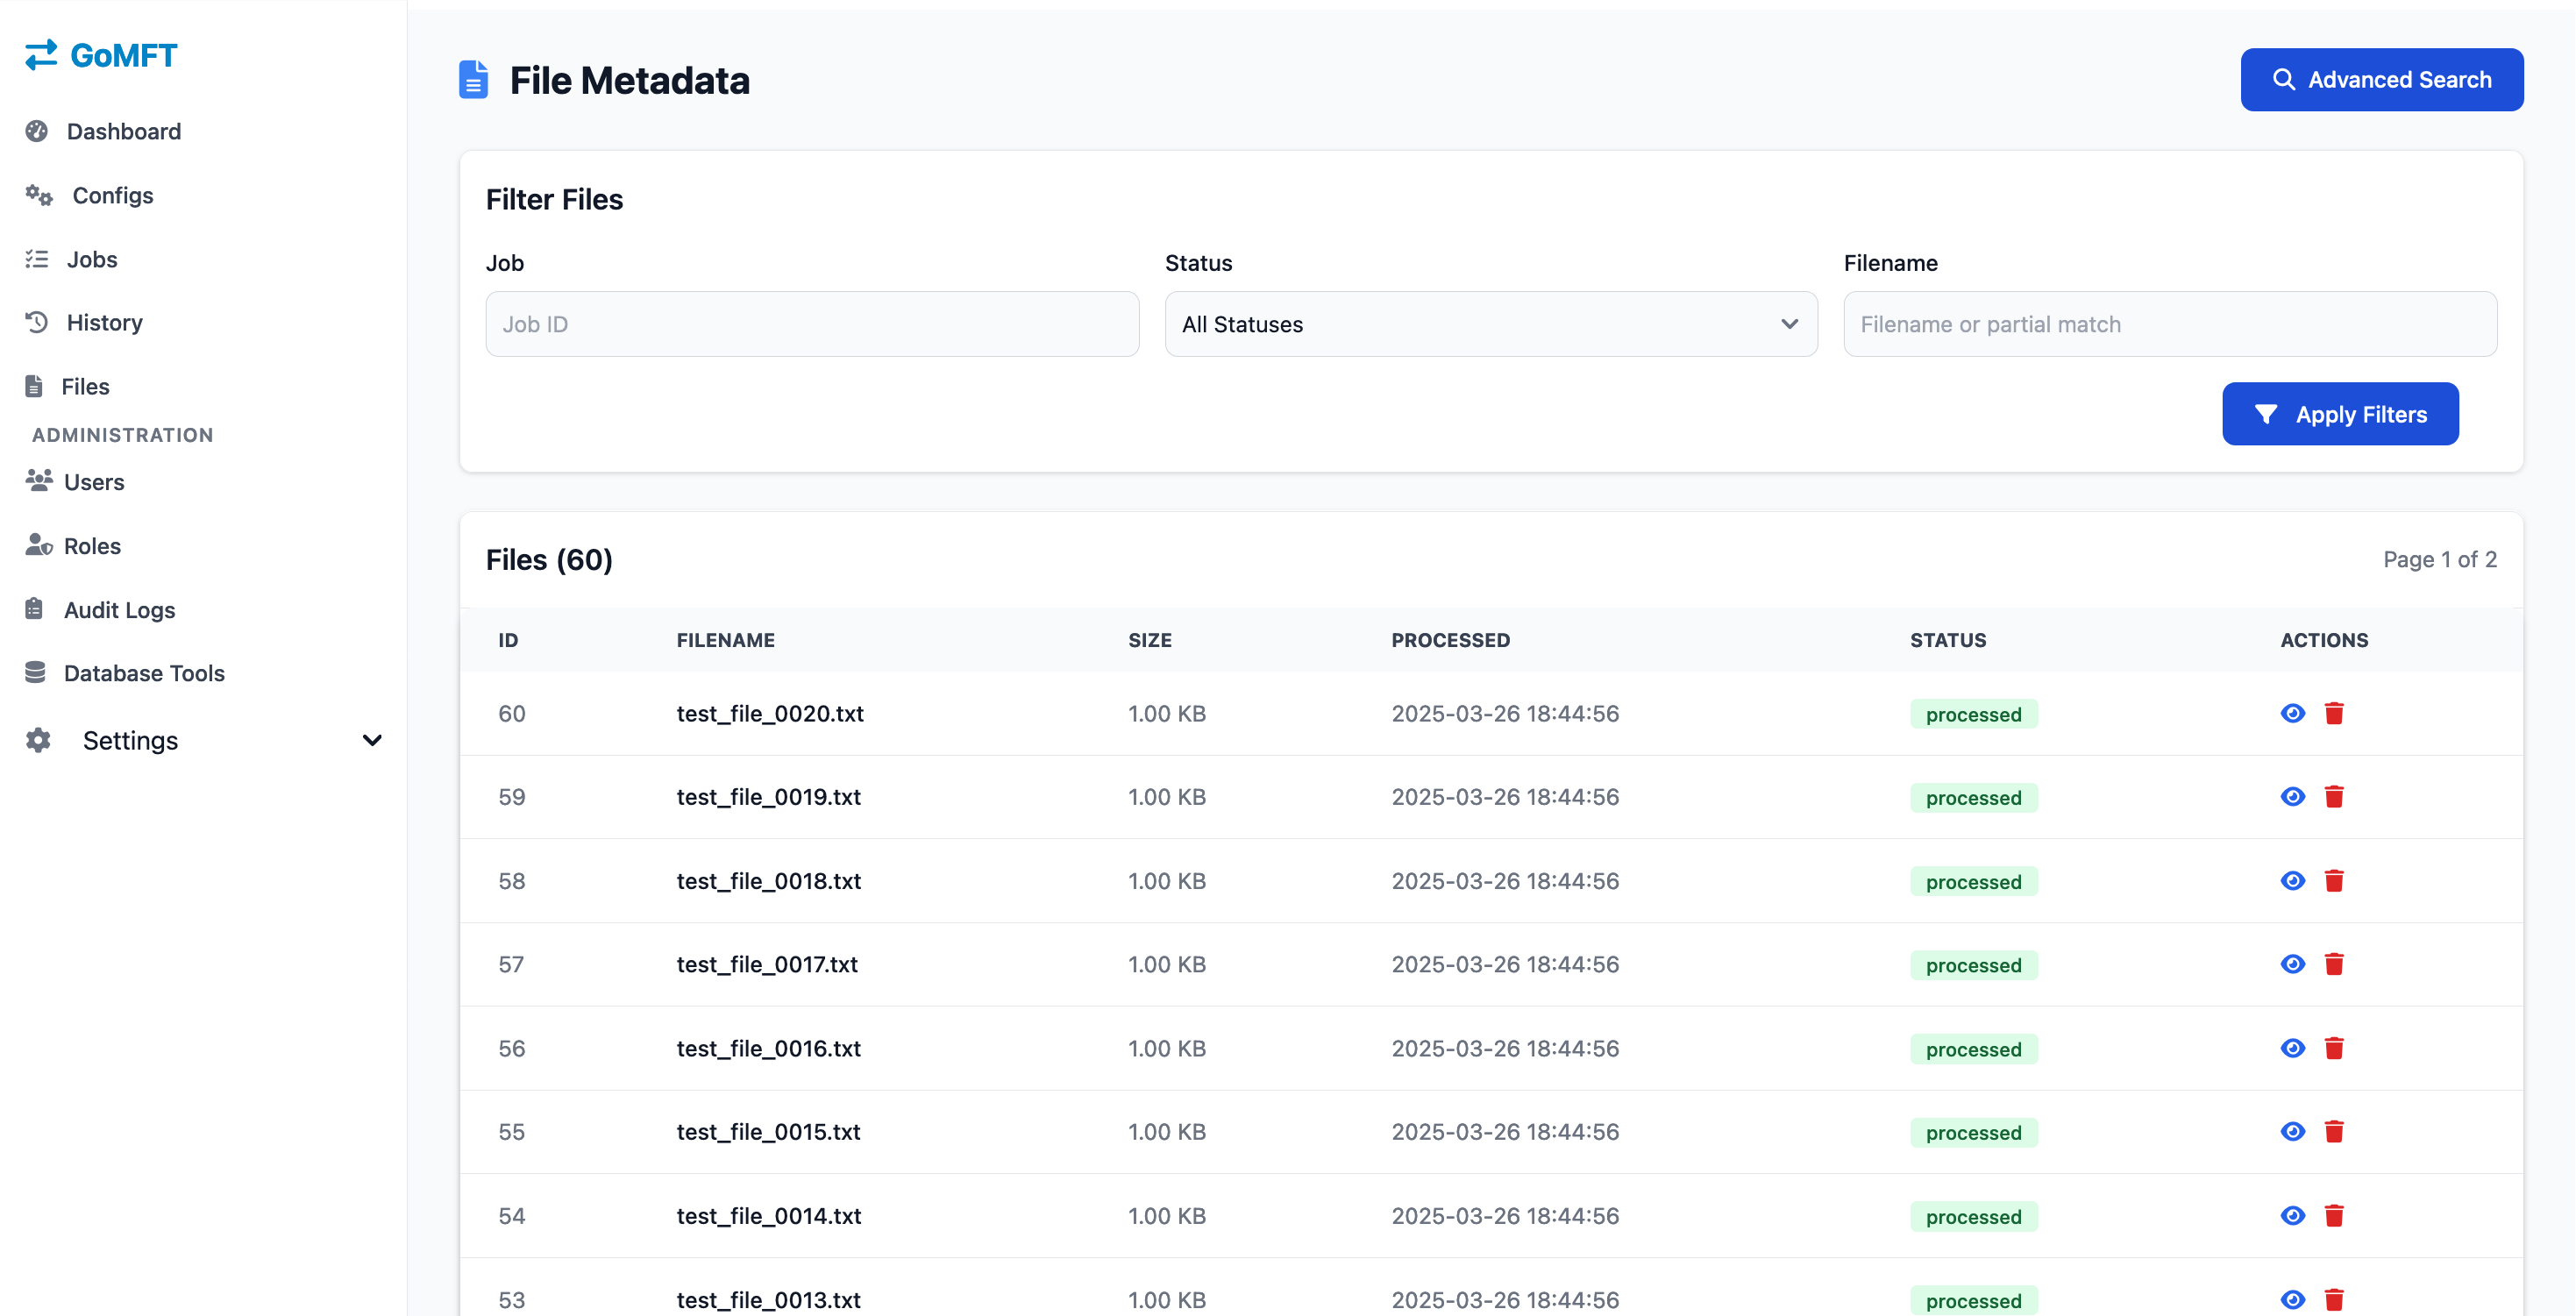 GoMFT
Dashboard
Configs
Jobs
History
Files
ADMINISTRATION
Users
Roles
Audit Logs
Database Tools
Settings
File Metadata
Advanced Search
Filter Files
Job Status Filename
Job ID All Statuses Filename or partial match
Apply Filters
Files (60) Page 1 of 2
ID FILENAME SIZE PROCESSED STATUS ACTIONS
60 test_file_0020.txt 1.00 KB 2025-03-26 18:44:56 processed
59 test_file_0019.txt 1.00 KB 2025-03-26 18:44:56 processed
58 test_file_0018.txt 1.00 KB 2025-03-26 18:44:56 processed
57 test_file_0017.txt 1.00 KB 2025-03-26 18:44:56 processed
56 test_file_0016.txt 1.00 KB 2025-03-26 18:44:56 processed
55 test_file_0015.txt 1.00 KB 2025-03-26 18:44:56 processed
54 test_file_0014.txt 1.00 KB 2025-03-26 18:44:56 processed
53 test_file_0013.txt 1.00 KB 2025-03-26 18:44:56 processed